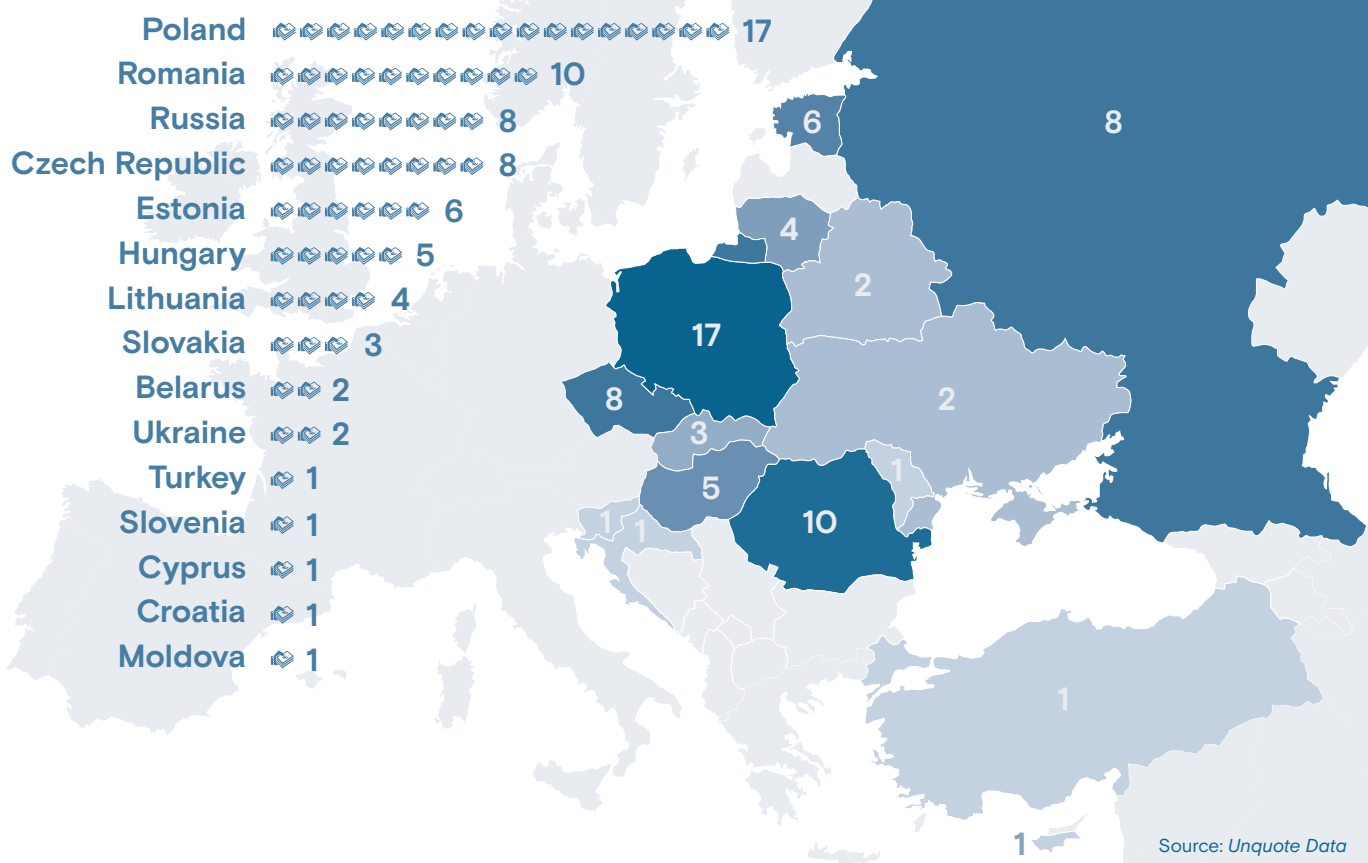 Poland 17
Romania 10
Russia 8
Czech Republic 8
Estonia 6
Hungary 5
Lithuania 4
Slovakia 3
Belarus 2
Ukraine 2
Turkey 1
Slovenia 1
Cyprus 1
Croatia 1
Moldova 1
6
8
4
2
17
8
2
3
1
5
10
1
1
1
1
Source: Unquote Data